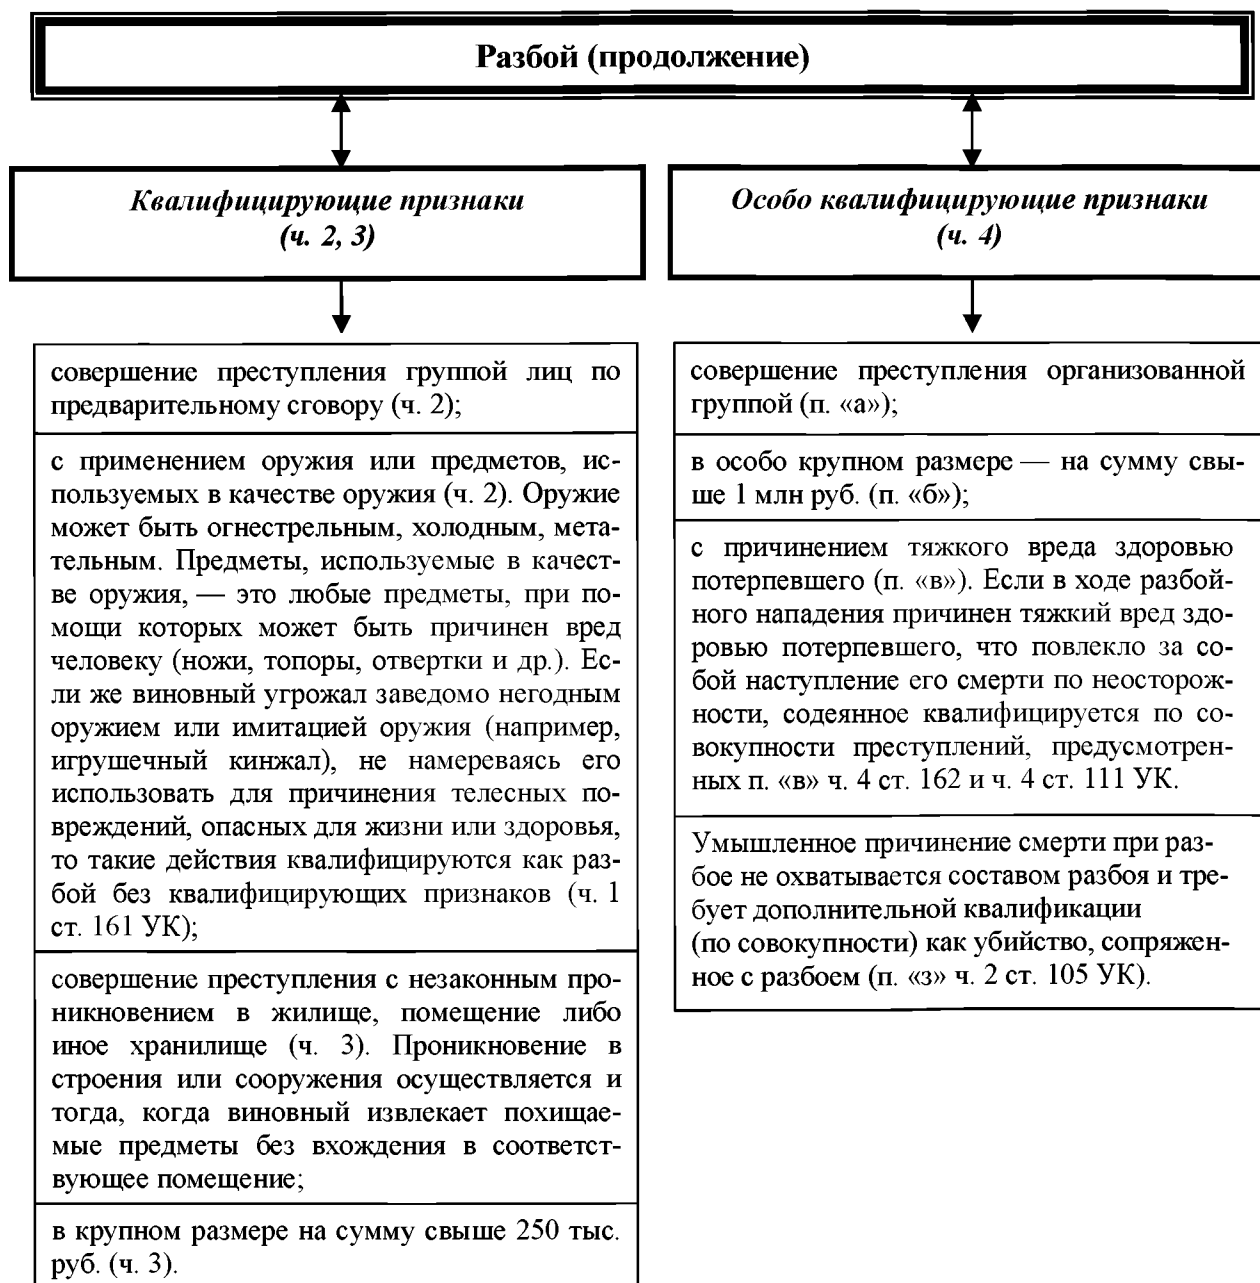 Разбой (продолжение)
Квалифицирующие признаки
(ч. 2, 3)
совершение преступления группой лиц по
предварительному сговору (ч. 2);
с применением оружия или предметов, ис-
пользуемых в качестве оружия (ч. 2). Оружие
может быть огнестрельным, холодным, мета-
тельным. Предметы, используемые в качест-
ве оружия, — это любые предметы, при по-
мощи которых может быть причинен вред
человеку (ножи, топоры, отвертки и др.). Ес-
ли же виновный угрожал заведомо негодным
оружием или имитацией оружия (например,
игрушечный кинжал), не намереваясь его
использовать для причинения телесных по-
вреждений, опасных для жизни или здоровья,
то такие действия квалифицируются как раз-
бой без квалифицирующих признаков (ч. 1
ст. 161 УК);
совершение преступления с незаконным про-
никновением в жилище, помещение либо
иное хранилище (ч. 3). Проникновение в
строения или сооружения осуществляется и
тогда, когда виновный извлекает похищае-
мые предметы без вхождения в соответст-
вующее помещение;
в крупном размере на сумму свыше 250 тыс.
руб. (ч. 3).
Особо квалифицирующие признаки
(ч. 4)
совершение преступления организованной
группой (п. «а»);
в особо крупном размере — на сумму свы-
ше 1 млн руб. (п. «б»);
с причинением тяжкого вреда здоровью
потерпевшего (п. «в»). Если в ходе разбой-
ного нападения причинен тяжкий вред здо-
ровью потерпевшего, что повлекло за со-
бой наступление его смерти по неосторож-
ности, содеянное квалифицируется по со-
вокупности преступлений, предусмотрен-
ных п. «в» ч. 4 ст. 162 и ч. 4 ст. 111 УК.
Умышленное причинение смерти при раз-
бое не охватывается составом разбоя и тре-
бует дополнительной квалификации
(по совокупности) как убийство, сопряжен-
ное с разбоем (п. «з» ч. 2 ст. 105 УК).